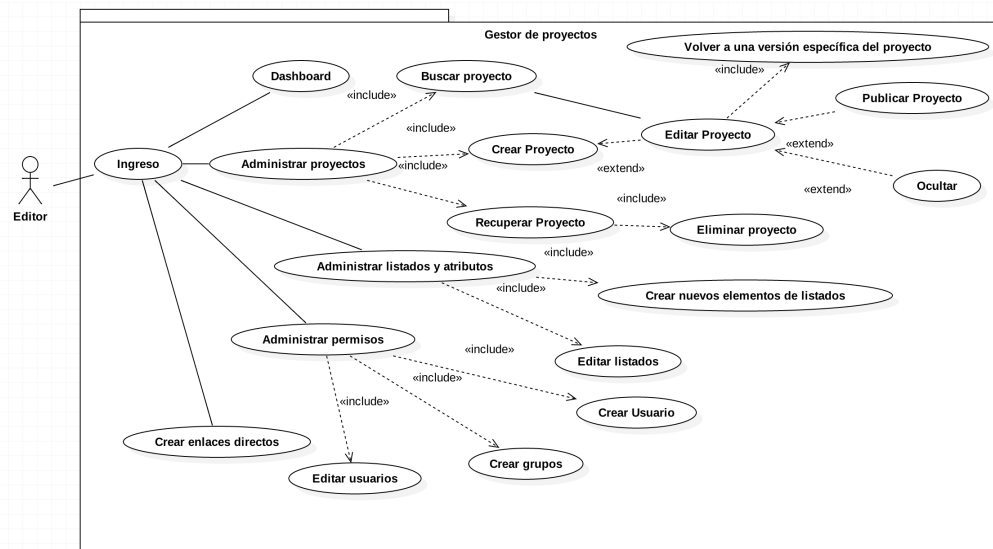 Gestor de proyectos
Volver a una versión específica del proyecto
«include»
Dashboard
Buscar proyecto
«include»
Publicar Proyecto
«include»
Editar Proyecto
Ingreso
Administrar proyectos
«include»
Crear Proyecto
«extend»
«extend»
Editor
Ocultar
«extend»
«include»
Recuperar Proyecto
Eliminar proyecto
«include»
Administrar listados y atributos
«include»
Crear nuevos elementos de listados
Administrar permisos
«include»
Editar listados
«include»
«include»
Crear Usuario
Crear enlaces directos
Crear grupos
Editar usuarios